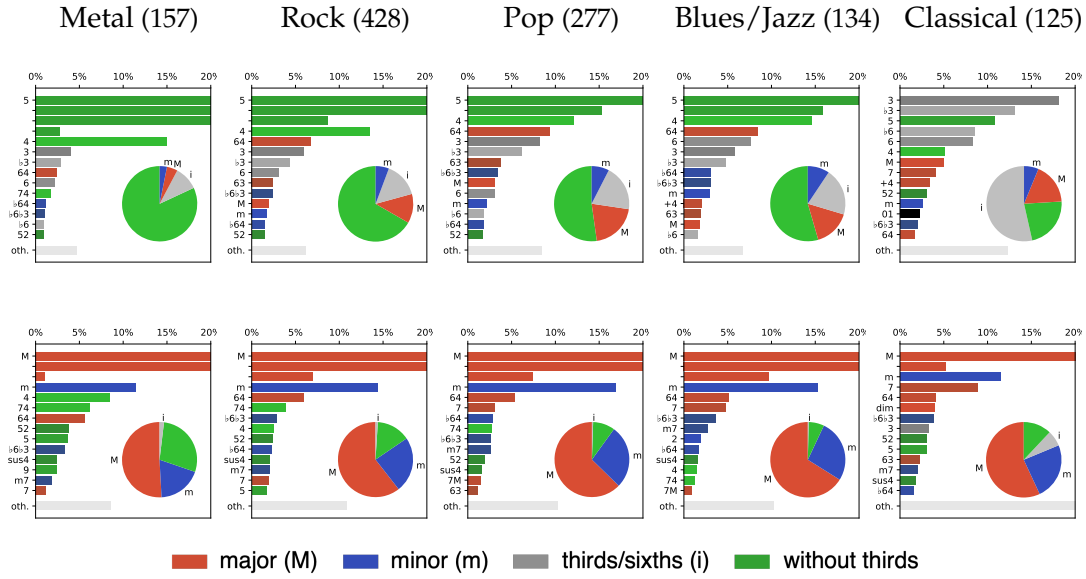 Metal (157) Rock (428) Pop (277) Blues/Jazz (134) Classical (125)
0% 5% 10% 15% 20% 0% 5% 10% 15% 20% 0% 5% 10% 15% 20% 0% 5% 10% 15% 20% 0% 5% 10% 15% 20%
5 5 5 5 3
♭3
4 5
4 4 64 64 ♭6
4 64 3 6 6
3 3 ♭3 3 4
♭3 ♭3 63 ♭3 M
64 6 ♭6♭3 ♭64 7
6 63 M ♭6♭3 +4
74 ♭6♭3 6 m 52
♭64 M m +4 m
♭6♭3 m ♭6 63 01
♭6 ♭64 ♭64 M ♭6♭3
52 52 52 ♭6 64
oth. oth. oth. oth. oth.
m M i m i M m i M m i M m M i
0% 5% 10% 15% 20% 0% 5% 10% 15% 20% 0% 5% 10% 15% 20% 0% 5% 10% 15% 20% 0% 5% 10% 15% 20%
M M M M M
m m m m m
4 64 64 64 7
74 74 7 7 64
64 ♭6♭3 ♭64 ♭6♭3 dim
52 4 74 m7 ♭6♭3
5 52 ♭6♭3 2 3
♭6♭3 ♭64 m7 ♭64 52
sus4 sus4 52 sus4 5
9 m7 sus4 4 63
m7 7 7M 74 m7
7 5 63 7M sus4
♭64
oth. oth. oth. oth. oth.
i M m i M m i M m i M m i M m
major (M) minor (m) thirds/sixths (i) without thirds